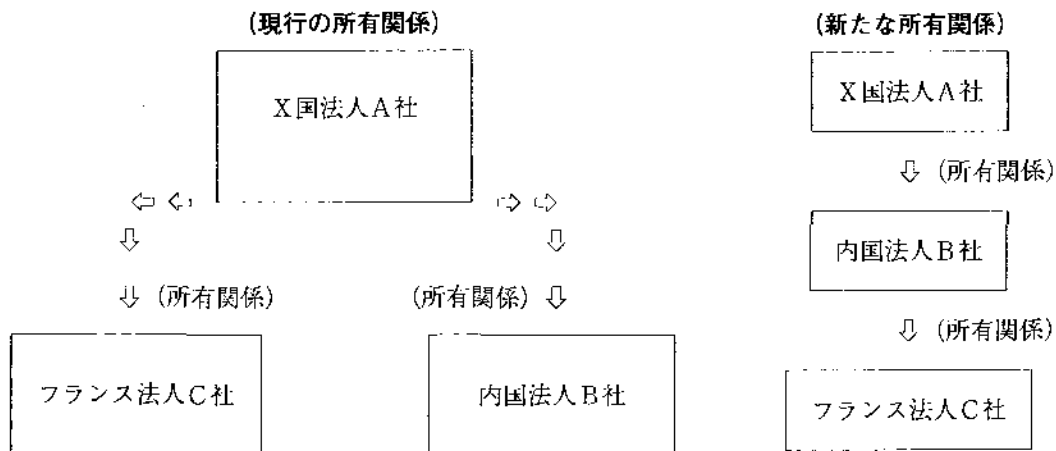 (現行の所有関係)
X国法人A社
⇦ ⇦ ⇨ ⇨
⇩ ⇩
⇩ (所有関係) (所有関係) ⇩
フランス法人C社 内国法人B社
(新たな所有関係)
X国法人A社
⇩ (所有関係)
内国法人B社
⇩ (所有関係)
フランス法人C社